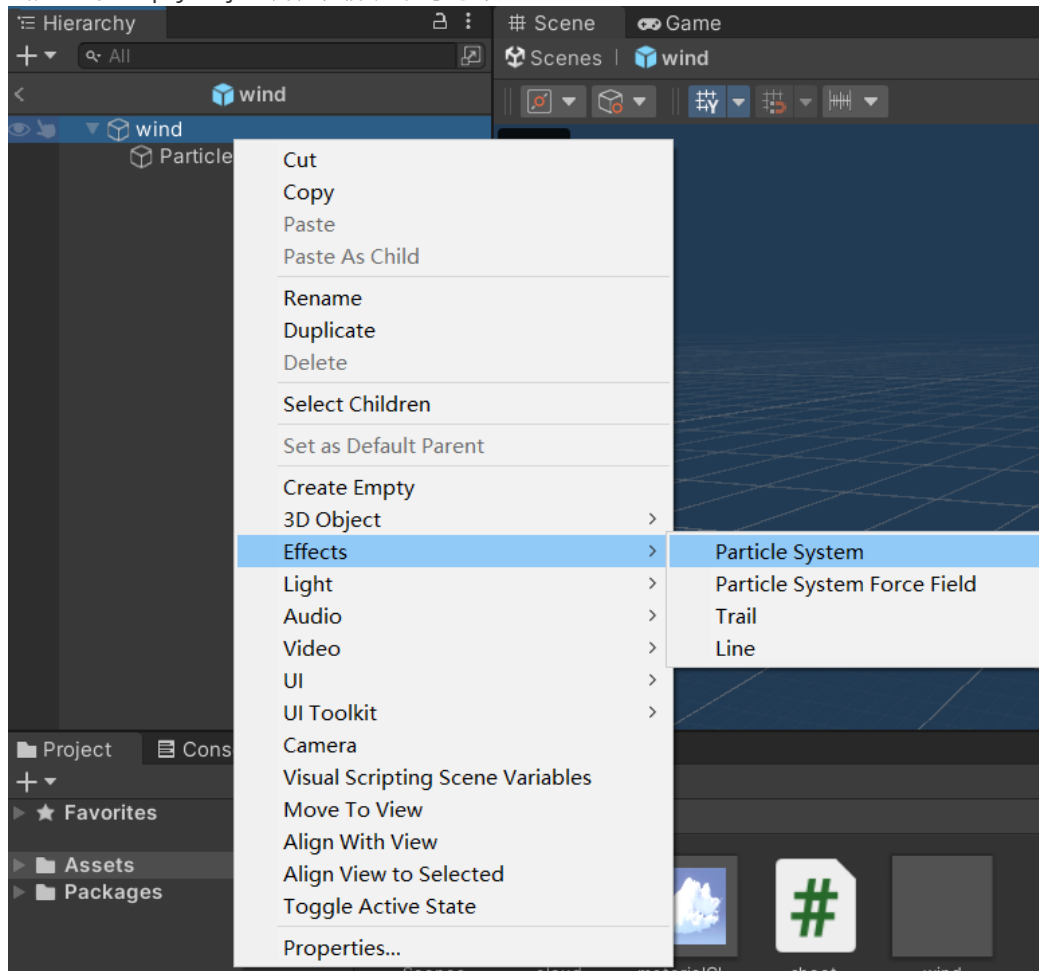 Hierarchy
All
wind
wind
Particle
Cut
Copy
Paste
Paste As Child
Rename
Duplicate
Delete
Select Children
Set as Default Parent
Create Empty
3D Object
Effects
Light
Audio
Video
UI
UI Toolkit
Camera
Visual Scripting Scene Variables
Move To View
Align With View
Align View to Selected
Toggle Active State
Properties...
Particle System
Particle System Force Field
Trail
Line
# Scene
Game
Scenes | wind
Project
Cons
Favorites
Assets
Packages
#